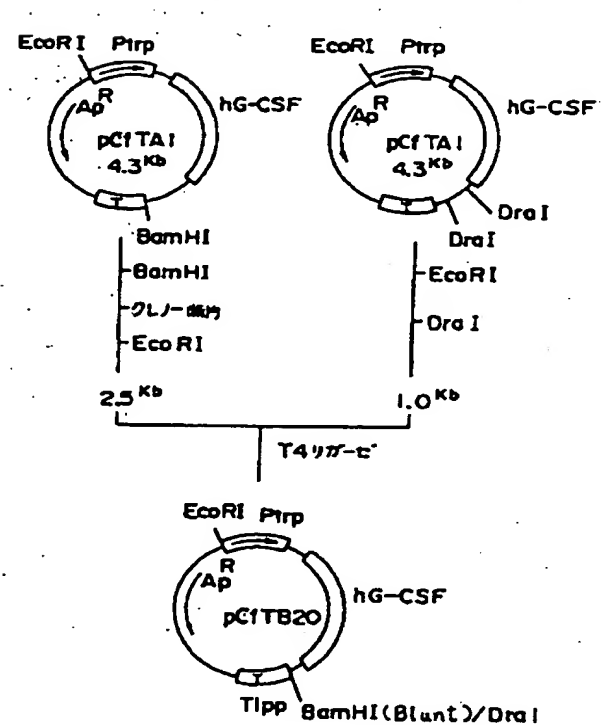 EcoRI Ptrp
Ap R
hG-CSF
pCfTA1
4.3 Kb
T
BamHI
BamHI
クレノー断片
EcoRI
2.5 Kb
EcoRI Ptrp
Ap R
hG-CSF
pCfTA1
4.3 Kb
T
DraI
DraI
EcoRI
DraI
1.0 Kb
T4リガーゼ
EcoRI Ptrp
Ap R
hG-CSF
pCfTB20
T
Tlpp BamHI(Blunt)/DraI